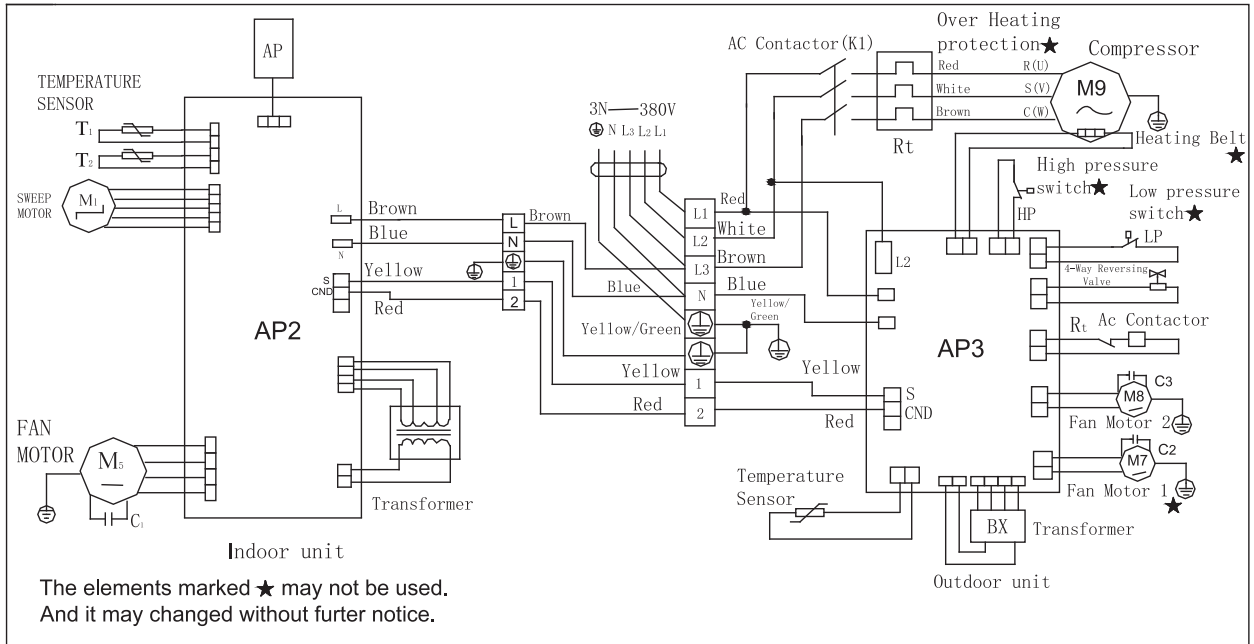 AP
TEMPERATURE
SENSOR
T1
T2
SWEEP
MOTOR
M1
L
Brown
N
Blue
S
CND
Yellow
Red
AP2
FAN
MOTOR
M5
C1
Transformer
Indoor unit
L
N
1
2
Brown
Blue
3N—380V
N L3 L2 L1
L1
L2
L3
N
1
2
Red
White
Brown
Blue
Yellow/
Green
Yellow/Green
Yellow
Red
Yellow
Red
AC Contactor(K1)
Over Heating
protection★
Compressor
Red
White
Brown
R(U)
S(V)
C(W)
Rt
M9
Heating Belt
★
High pressure
switch★
HP
Low pressure
switch★
LP
L2
4-Way Reversing
Valve
Rt
Ac Contactor
AP3
S
CND
M8
C3
Fan Motor 2
M7
C2
Fan Motor 1
★
Temperature
Sensor
BX
Transformer
Outdoor unit
The elements marked ★ may not be used.
And it may changed without furter notice.